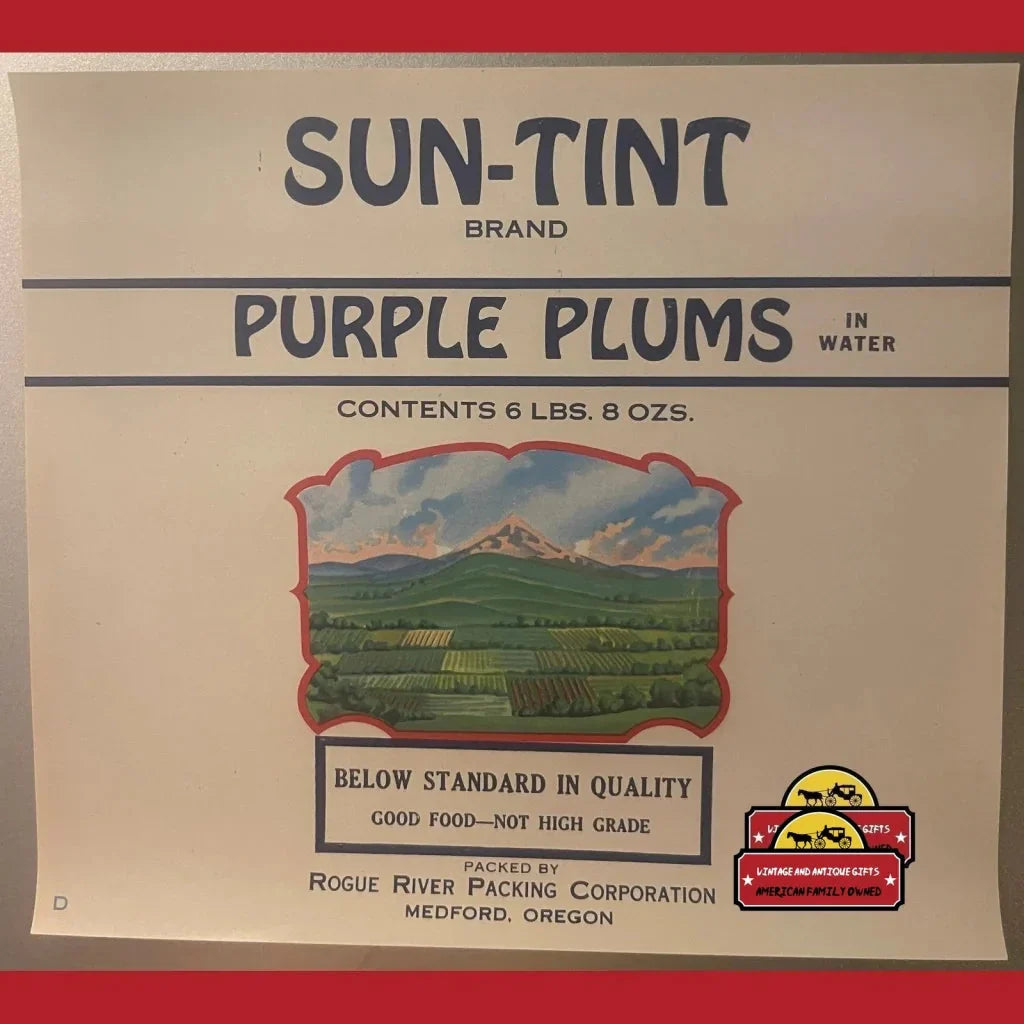 SUN-TINT
BRAND
PURPLE PLUMS
IN
WATER
CONTENTS 6 LBS. 8 OZS.
BELOW STANDARD IN QUALITY
GOOD FOOD—NOT HIGH GRADE
PACKED BY
ROGUE RIVER PACKING CORPORATION
MEDFORD, OREGON
D
GIFTS
VINTAGE AND ANTIQUE GIFTS
AMERICAN FAMILY OWNED